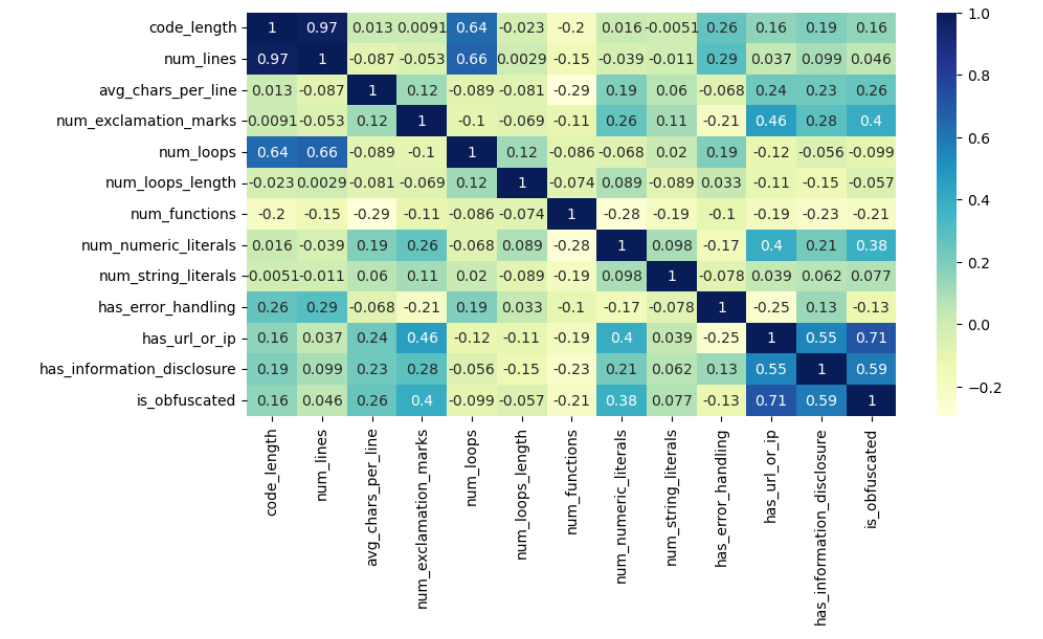 code_length 1 0.97 0.013 0.0091 0.64 -0.023 -0.2 0.016 -0.0051 0.26 0.16 0.19 0.16
num_lines 0.97 1 -0.087 -0.053 0.66 0.0029 -0.15 -0.039 -0.011 0.29 0.037 0.099 0.046
avg_chars_per_line 0.013 -0.087 1 0.12 -0.089 -0.081 -0.29 0.19 0.06 -0.068 0.24 0.23 0.26
num_exclamation_marks 0.0091 -0.053 0.12 1 -0.1 -0.069 -0.11 0.26 0.11 -0.21 0.46 0.28 0.4
num_loops 0.64 0.66 -0.089 -0.1 1 0.12 -0.086 -0.068 0.02 0.19 -0.12 -0.056 -0.099
num_loops_length -0.023 0.0029 -0.081 -0.069 0.12 1 -0.074 0.089 -0.089 0.033 -0.11 -0.15 -0.057
num_functions -0.2 -0.15 -0.29 -0.11 -0.086 -0.074 1 -0.28 -0.19 -0.1 -0.19 -0.23 -0.21
num_numeric_literals 0.016 -0.039 0.19 0.26 -0.068 0.089 -0.28 1 0.098 -0.17 0.4 0.21 0.38
num_string_literals -0.0051 -0.011 0.06 0.11 0.02 -0.089 -0.19 0.098 1 -0.078 0.039 0.062 0.077
has_error_handling 0.26 0.29 -0.068 -0.21 0.19 0.033 -0.1 -0.17 -0.078 1 -0.25 0.13 -0.13
has_url_or_ip 0.16 0.037 0.24 0.46 -0.12 -0.11 -0.19 0.4 0.039 -0.25 1 0.55 0.71
has_information_disclosure 0.19 0.099 0.23 0.28 -0.056 -0.15 -0.23 0.21 0.062 0.13 0.55 1 0.59
is_obfuscated 0.16 0.046 0.26 0.4 -0.099 -0.057 -0.21 0.38 0.077 -0.13 0.71 0.59 1
code_length
num_lines
avg_chars_per_line
num_exclamation_marks
num_loops
num_loops_length
num_functions
num_numeric_literals
num_string_literals
has_error_handling
has_url_or_ip
has_information_disclosure
is_obfuscated
1.0
0.8
0.6
0.4
0.2
0.0
−0.2